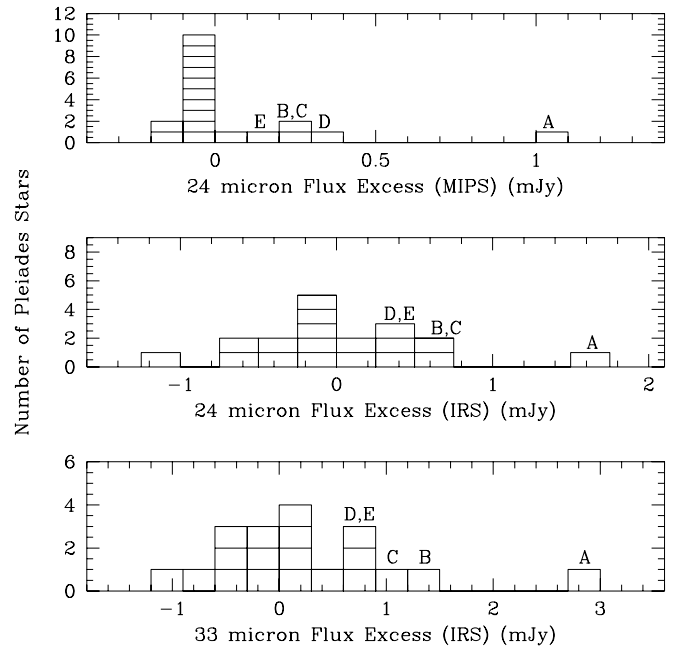 12
10
8
6
4
2
0
E
B,C
D
A
0
0.5
1
24 micron Flux Excess (MIPS) (mJy)
Number of Pleiades Stars
8
6
4
2
0
D,E
B,C
A
−1
0
1
2
24 micron Flux Excess (IRS) (mJy)
6
4
2
0
D,E
C
B
A
−1
0
1
2
3
33 micron Flux Excess (IRS) (mJy)